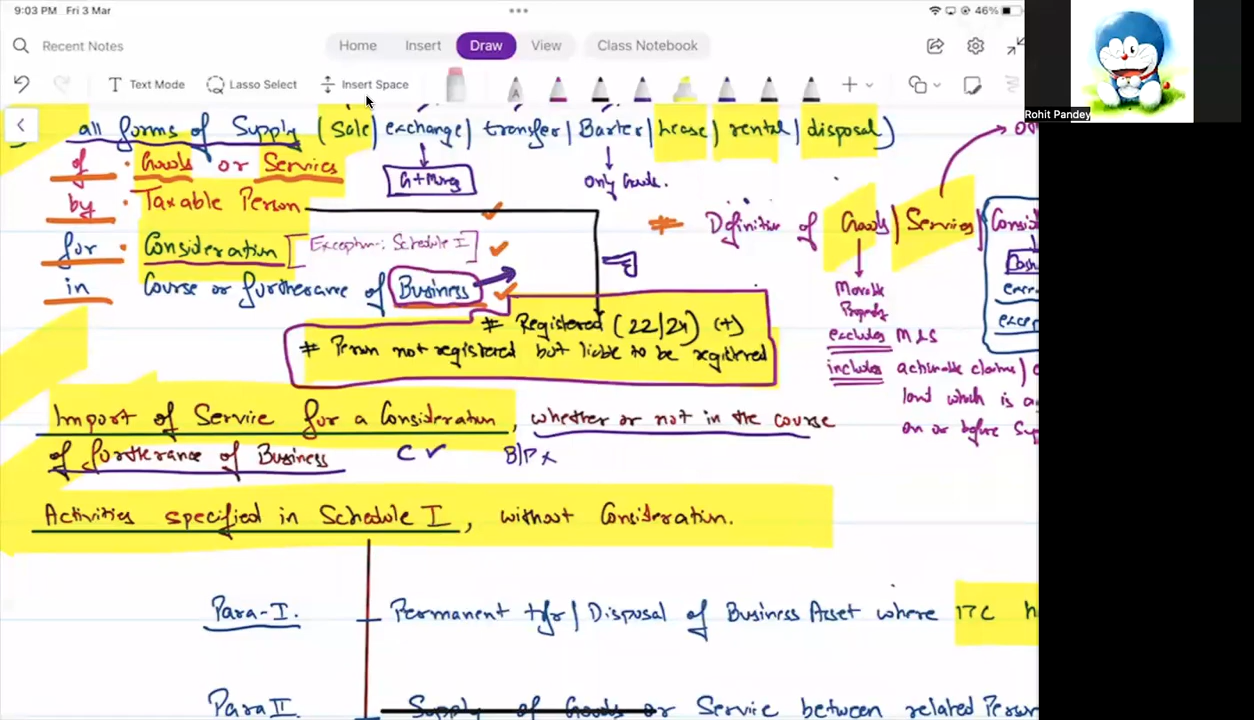 9:03 PM Fri 3 Mar
46%
Recent Notes
Home Insert Draw View Class Notebook
Text Mode Lasso Select Insert Space
Rohit Pandey
all forms of Supply (Sale| exchange| transfer| Barter| Lease| rental| disposal)
of · Goods or Services
only Goods.
by · Taxable Person
Definition of Goods| Services|
for · Consideration [Exception: Schedule I]
in Course or furtherance of Business
Movable
Property
# Registered (22/24) (+)
excludes M & S
# Person not registered but liable to be registered
includes actionable claims|
land which is
on or before
Import of Service for a Consideration, whether or not in the course
of furtherance of Business C ✓ B/P x
Activities specified in Schedule I, without Consideration.
Para-I. Permanent tfr| Disposal of Business Asset where ITC
Para II Supply of Goods or Service between related Person